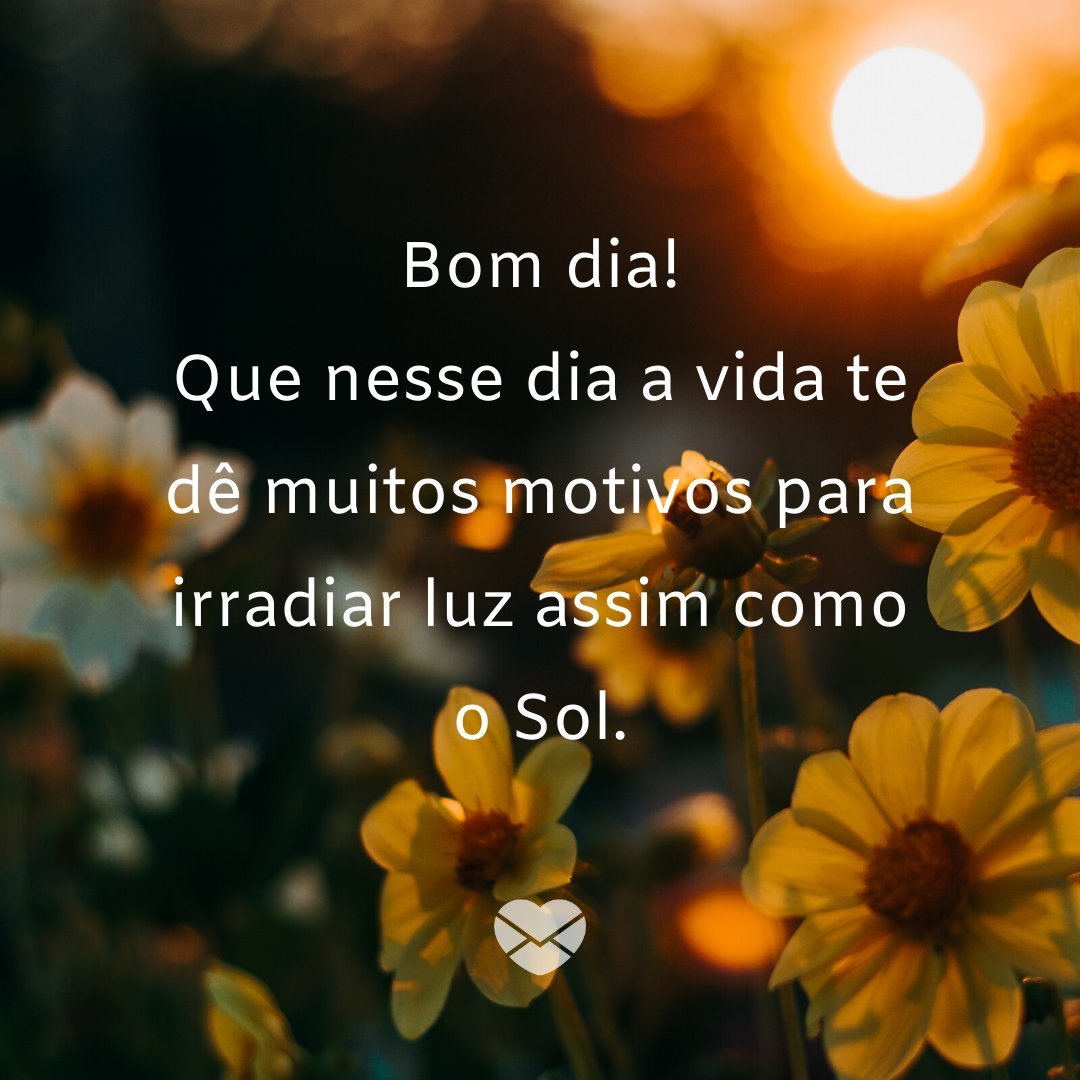 Bom dia!
Que nesse dia a vida te
dê muitos motivos para
irradiar luz assim como
o Sol.